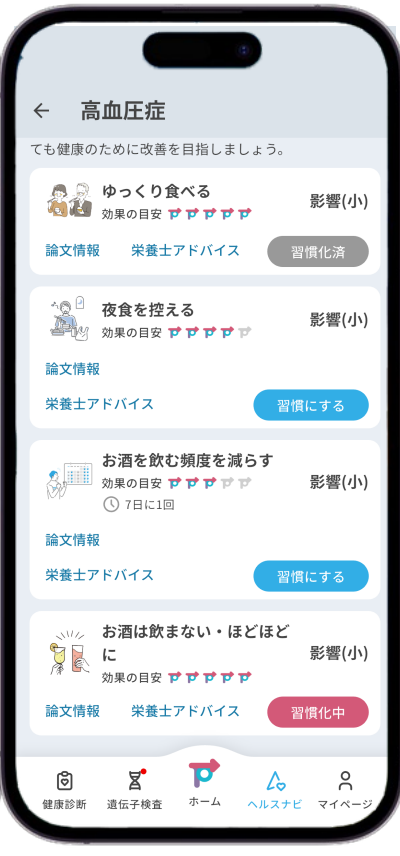 高血圧症
ても健康のために改善を目指しましょう。
ゆっくり食べる
効果の目安
影響(小)
論文情報
栄養士アドバイス
習慣化済
夜食を控える
効果の目安
影響(小)
論文情報
栄養士アドバイス
習慣にする
お酒を飲む頻度を減らす
効果の目安
7日に1回
影響(小)
論文情報
栄養士アドバイス
習慣にする
お酒は飲まない・ほどほど
に
効果の目安
影響(小)
論文情報
栄養士アドバイス
習慣化中
健康診断
遺伝子検査
ホーム
ヘルスナビ
マイページ